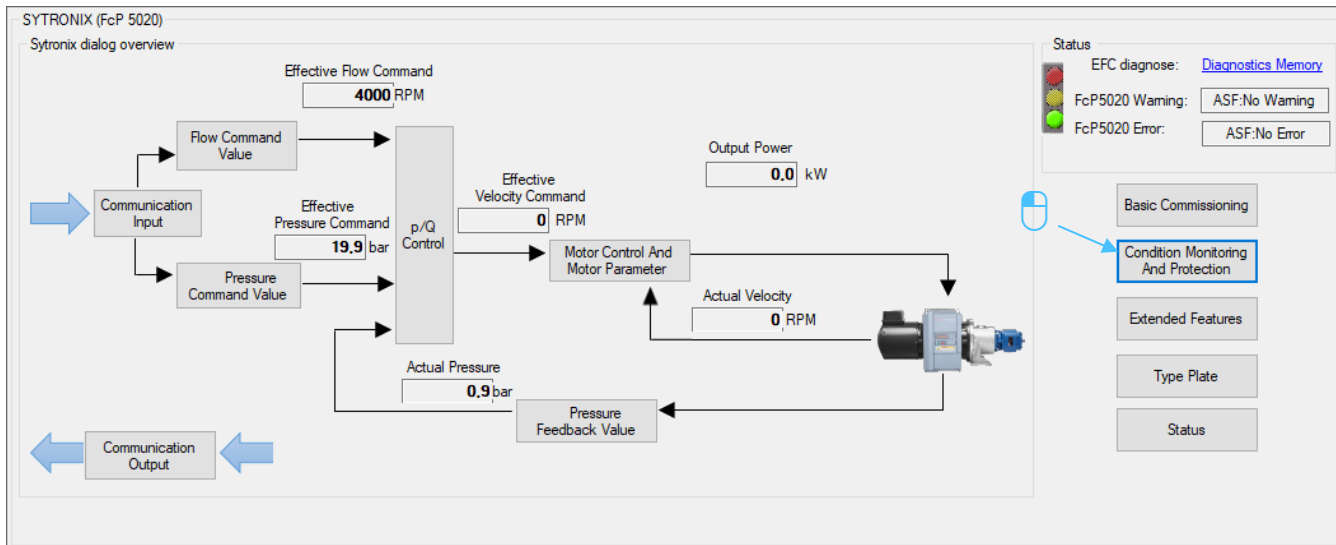 SYTRONIX (FcP 5020)
Sytronix dialog overview
Effective Flow Command
4000 RPM
Flow Command
Value
Communication
Input
Effective
Pressure Command
19,9 bar
Pressure
Command Value
p/Q
Control
Effective
Velocity Command
0 RPM
Output Power
0.0 kW
Motor Control And
Motor Parameter
Actual Velocity
0 RPM
Actual Pressure
0,9 bar
Pressure
Feedback Value
Communication
Output
Status
EFC diagnose: Diagnostics Memory
FcP5020 Warning: ASF:No Warning
FcP5020 Error: ASF:No Error
Basic Commissioning
Condition Monitoring
And Protection
Extended Features
Type Plate
Status